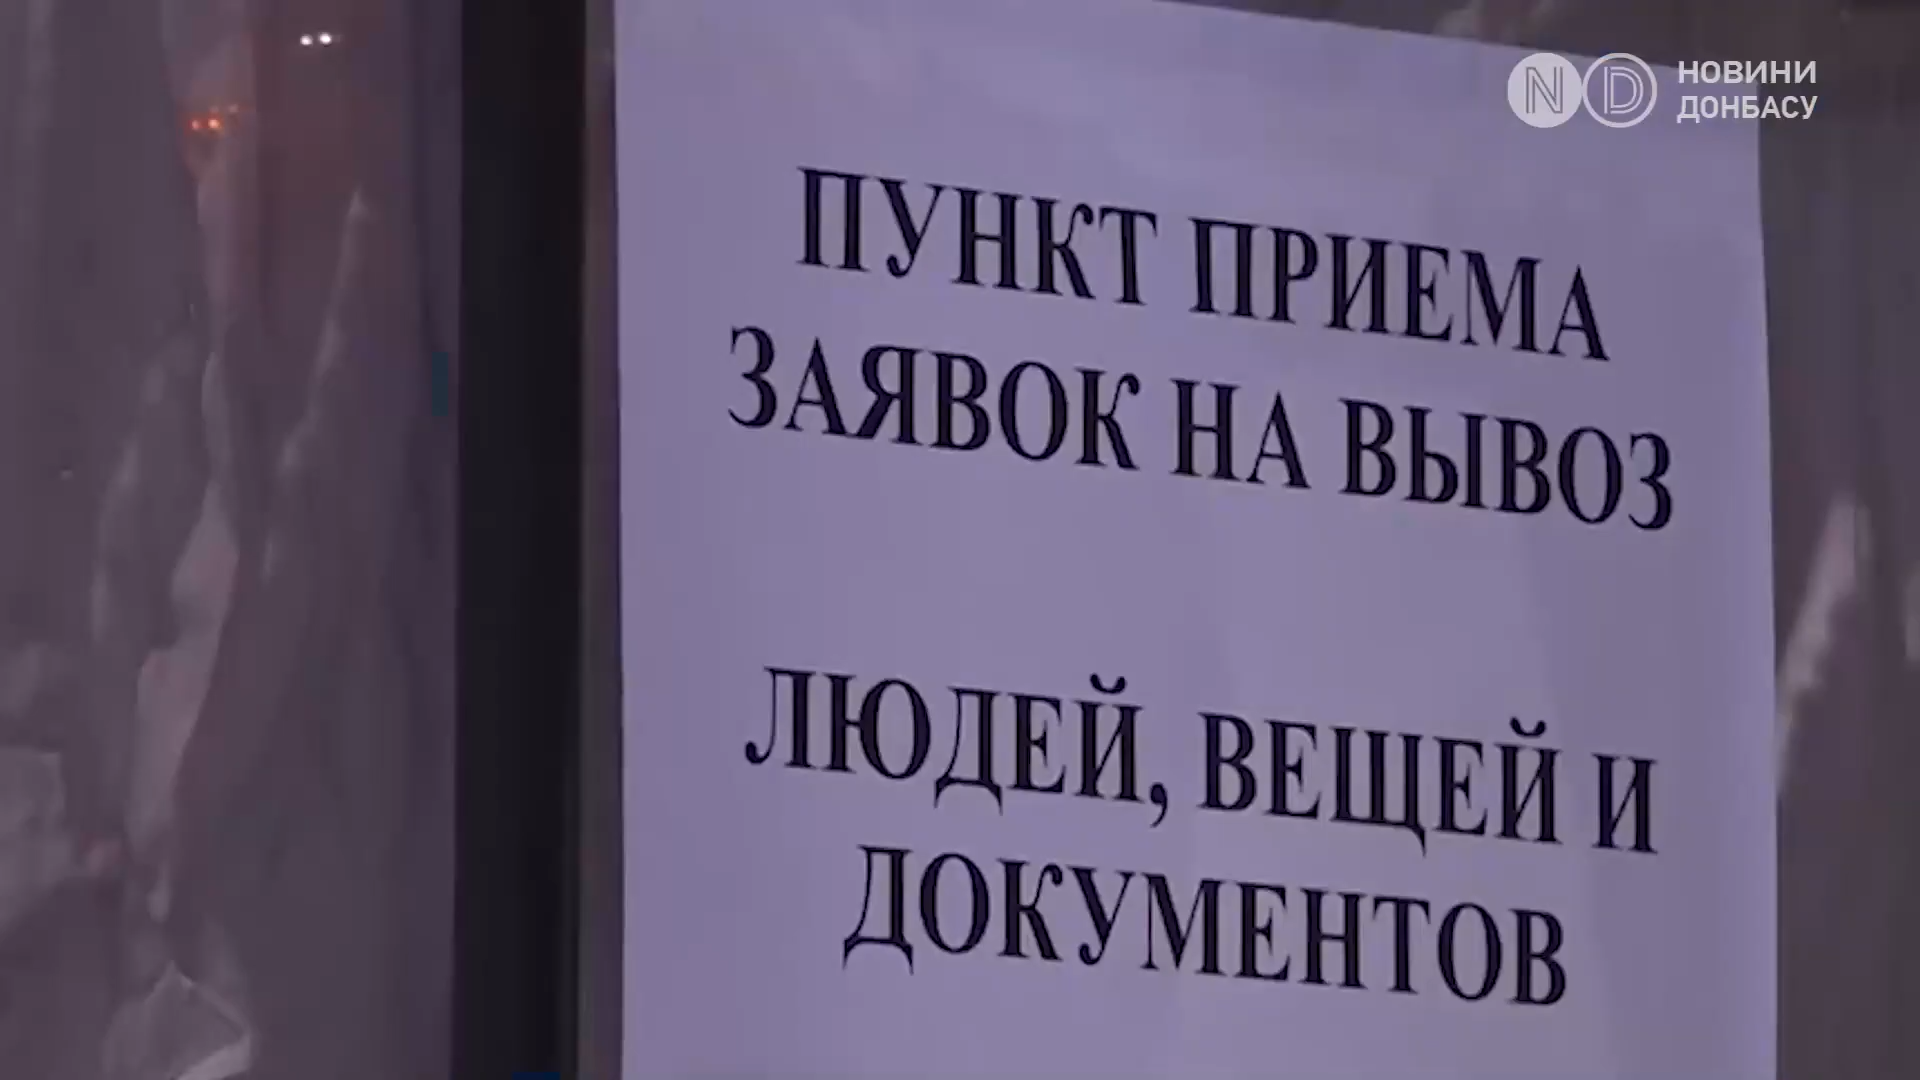 НОВИНИ
ДОНБАСУ
ПУНКТ ПРИЕМА
ЗАЯВОК НА ВЫВОЗ
ЛЮДЕЙ, ВЕЩЕЙ И
ДОКУМЕНТОВ